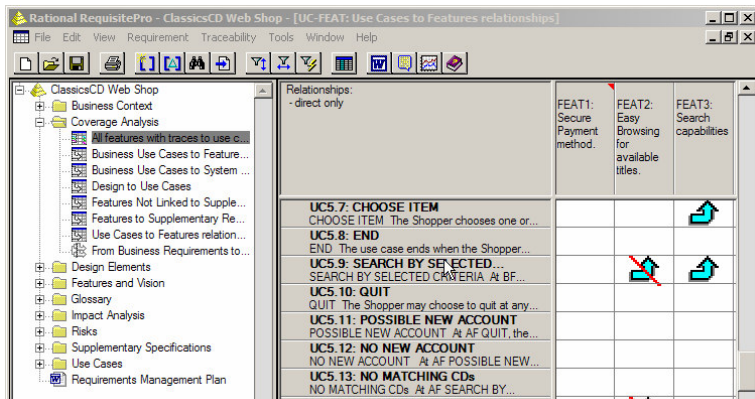 Rational RequisitePro - ClassicsCD Web Shop - [UC-FEAT: Use Cases to Features relationships]
File Edit View Requirement Traceability Tools Window Help
ClassicsCD Web Shop
Business Context
Coverage Analysis
All features with traces to use c...
Business Use Cases to Feature...
Business Use Cases to System ...
Design to Use Cases
Features Not Linked to Supple...
Features to Supplementary Re...
Use Cases to Features relation...
From Business Requirements to...
Design Elements
Features and Vision
Glossary
Impact Analysis
Risks
Supplementary Specifications
Use Cases
Requirements Management Plan
Relationships:
- direct only
FEAT1:
Secure
Payment
method.
FEAT2:
Easy
Browsing
for
available
titles.
FEAT3:
Search
capabilities
UC5.7: CHOOSE ITEM
CHOOSE ITEM The Shopper chooses one or...
UC5.8: END
END The use case ends when the Shopper...
UC5.9: SEARCH BY SELECTED...
SEARCH BY SELECTED CRITERIA At BF...
UC5.10: QUIT
QUIT The Shopper may choose to quit at any...
UC5.11: POSSIBLE NEW ACCOUNT
POSSIBLE NEW ACCOUNT At AF QUIT, the...
UC5.12: NO NEW ACCOUNT
NO NEW ACCOUNT At AF POSSIBLE NEW...
UC5.13: NO MATCHING CDs
NO MATCHING CDs At AF SEARCH BY...